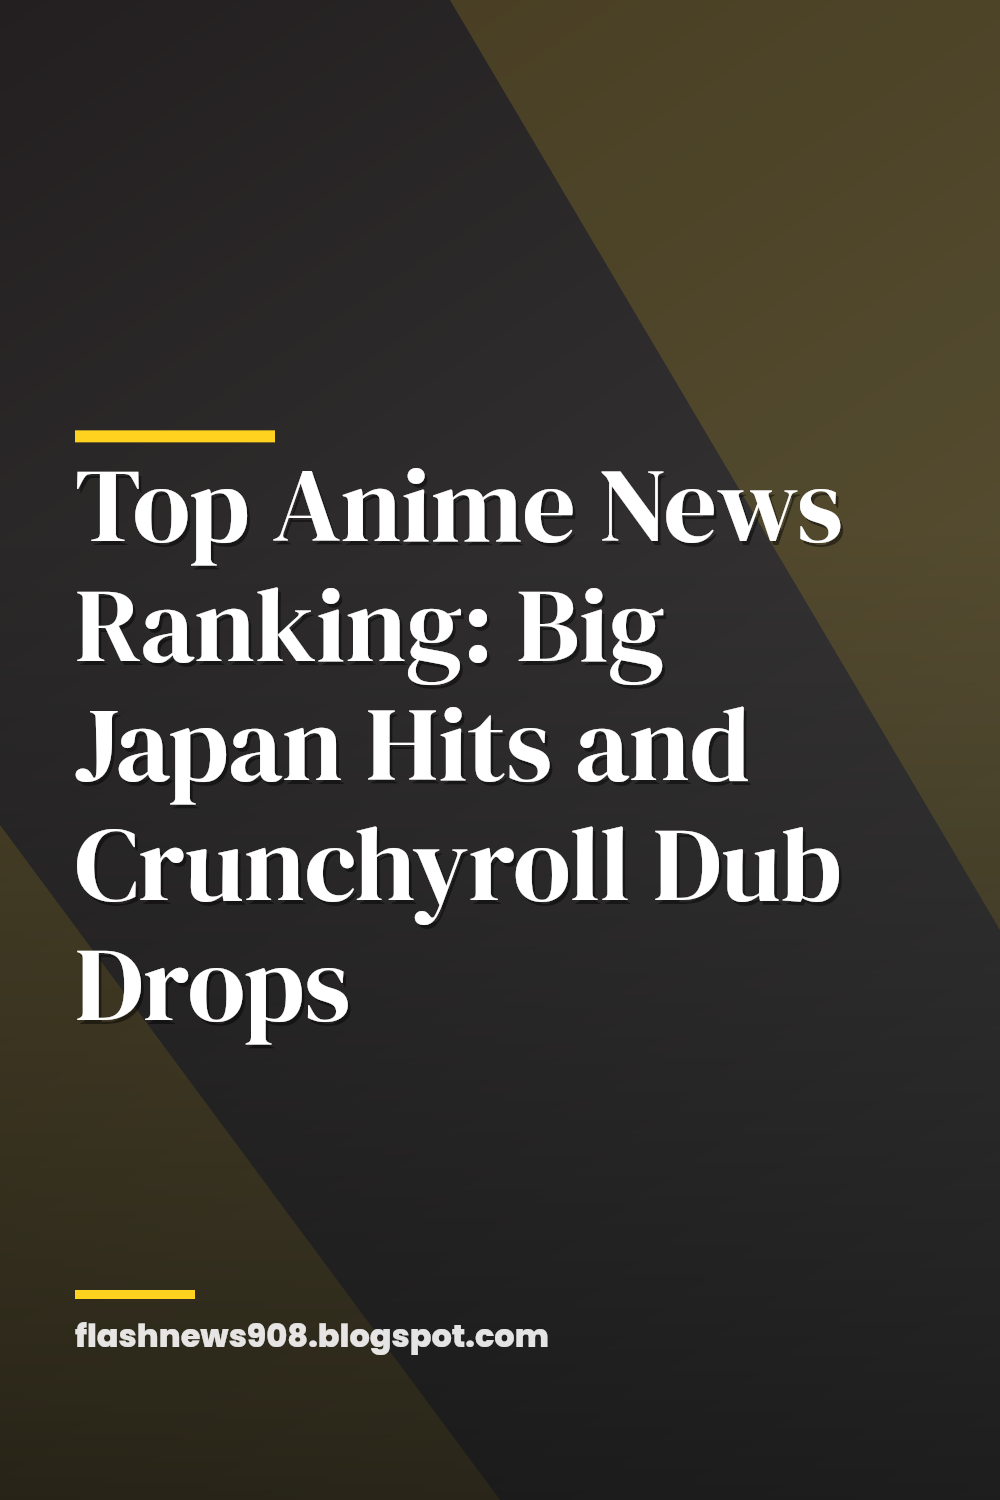 Top Anime News
Ranking: Big
Japan Hits and
Crunchyroll Dub
Drops
flashnews908.blogspot.com